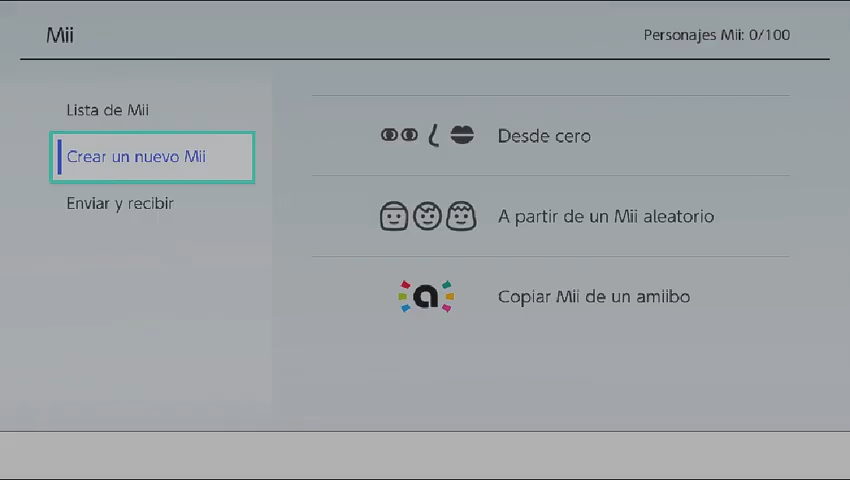 Mii
Personajes Mii: 0/100
Lista de Mii
Crear un nuevo Mii
Enviar y recibir
Desde cero
A partir de un Mii aleatorio
Copiar Mii de un amiibo